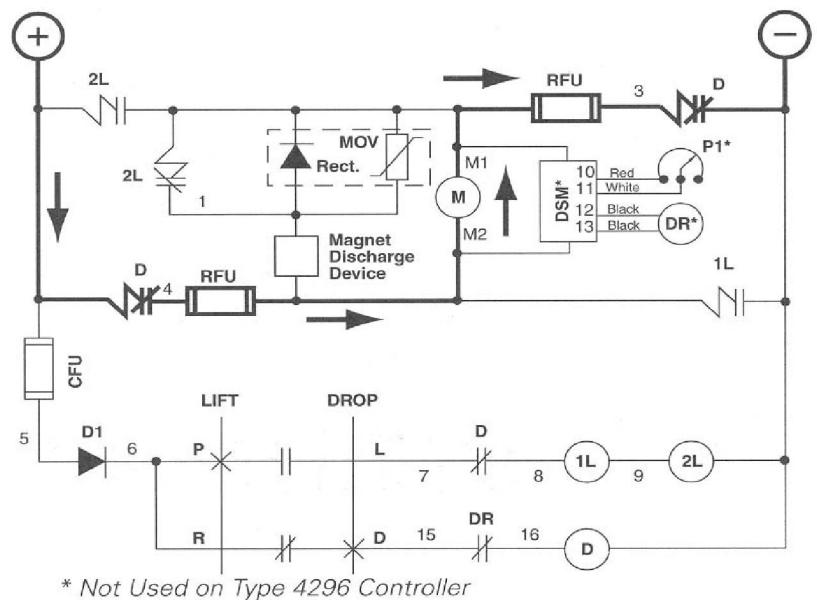 +
−
2L
RFU
3
D
MOV
Rect.
2L
1
M1
M
M2
DSM*
10 Red
11 White
12 Black
13 Black
P1*
DR*
Magnet
Discharge
Device
D
4
RFU
1L
CFU
LIFT
DROP
5
D1
6
P
L
7
D
8
1L
9
2L
R
D
15
DR
16
D
* Not Used on Type 4296 Controller